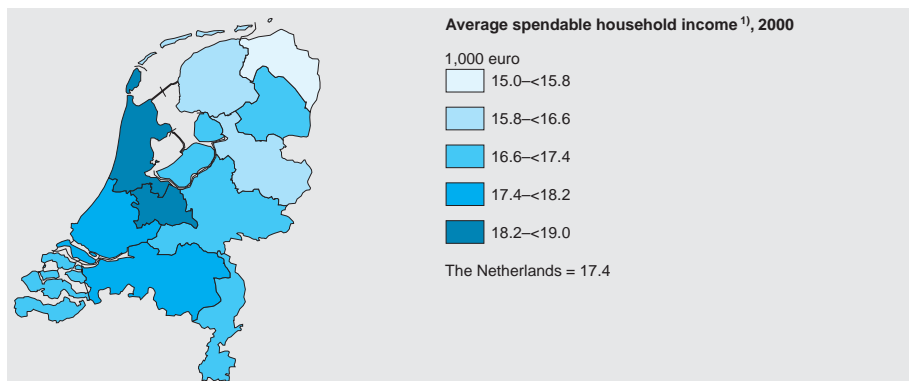 Average spendable household income 1), 2000
1,000 euro
15.0–<15.8
15.8–<16.6
16.6–<17.4
17.4–<18.2
18.2–<19.0
The Netherlands = 17.4